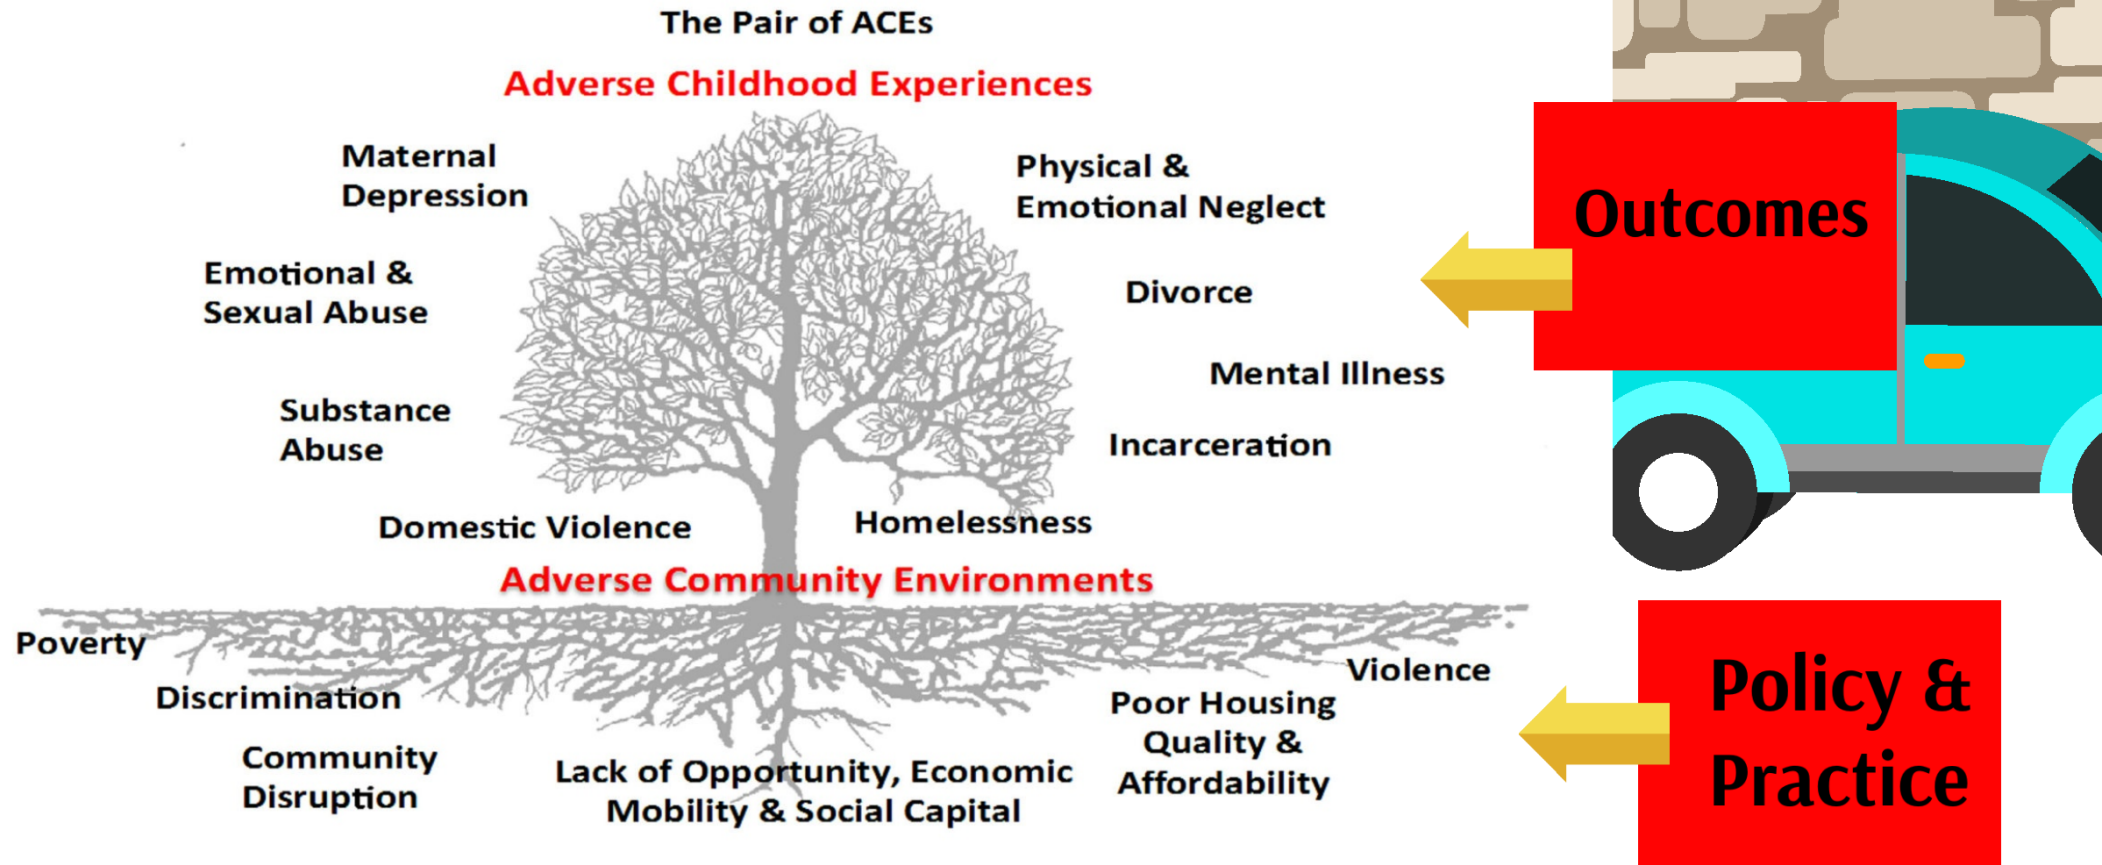 The Pair of ACEs
Adverse Childhood Experiences
Maternal
Depression
Physical &
Emotional Neglect
Emotional &
Sexual Abuse
Divorce
Mental Illness
Substance
Abuse
Incarceration
Domestic Violence
Homelessness
Adverse Community Environments
Poverty
Discrimination
Community
Disruption
Lack of Opportunity, Economic
Mobility & Social Capital
Poor Housing
Quality &
Affordability
Violence
Outcomes
Policy &
Practice